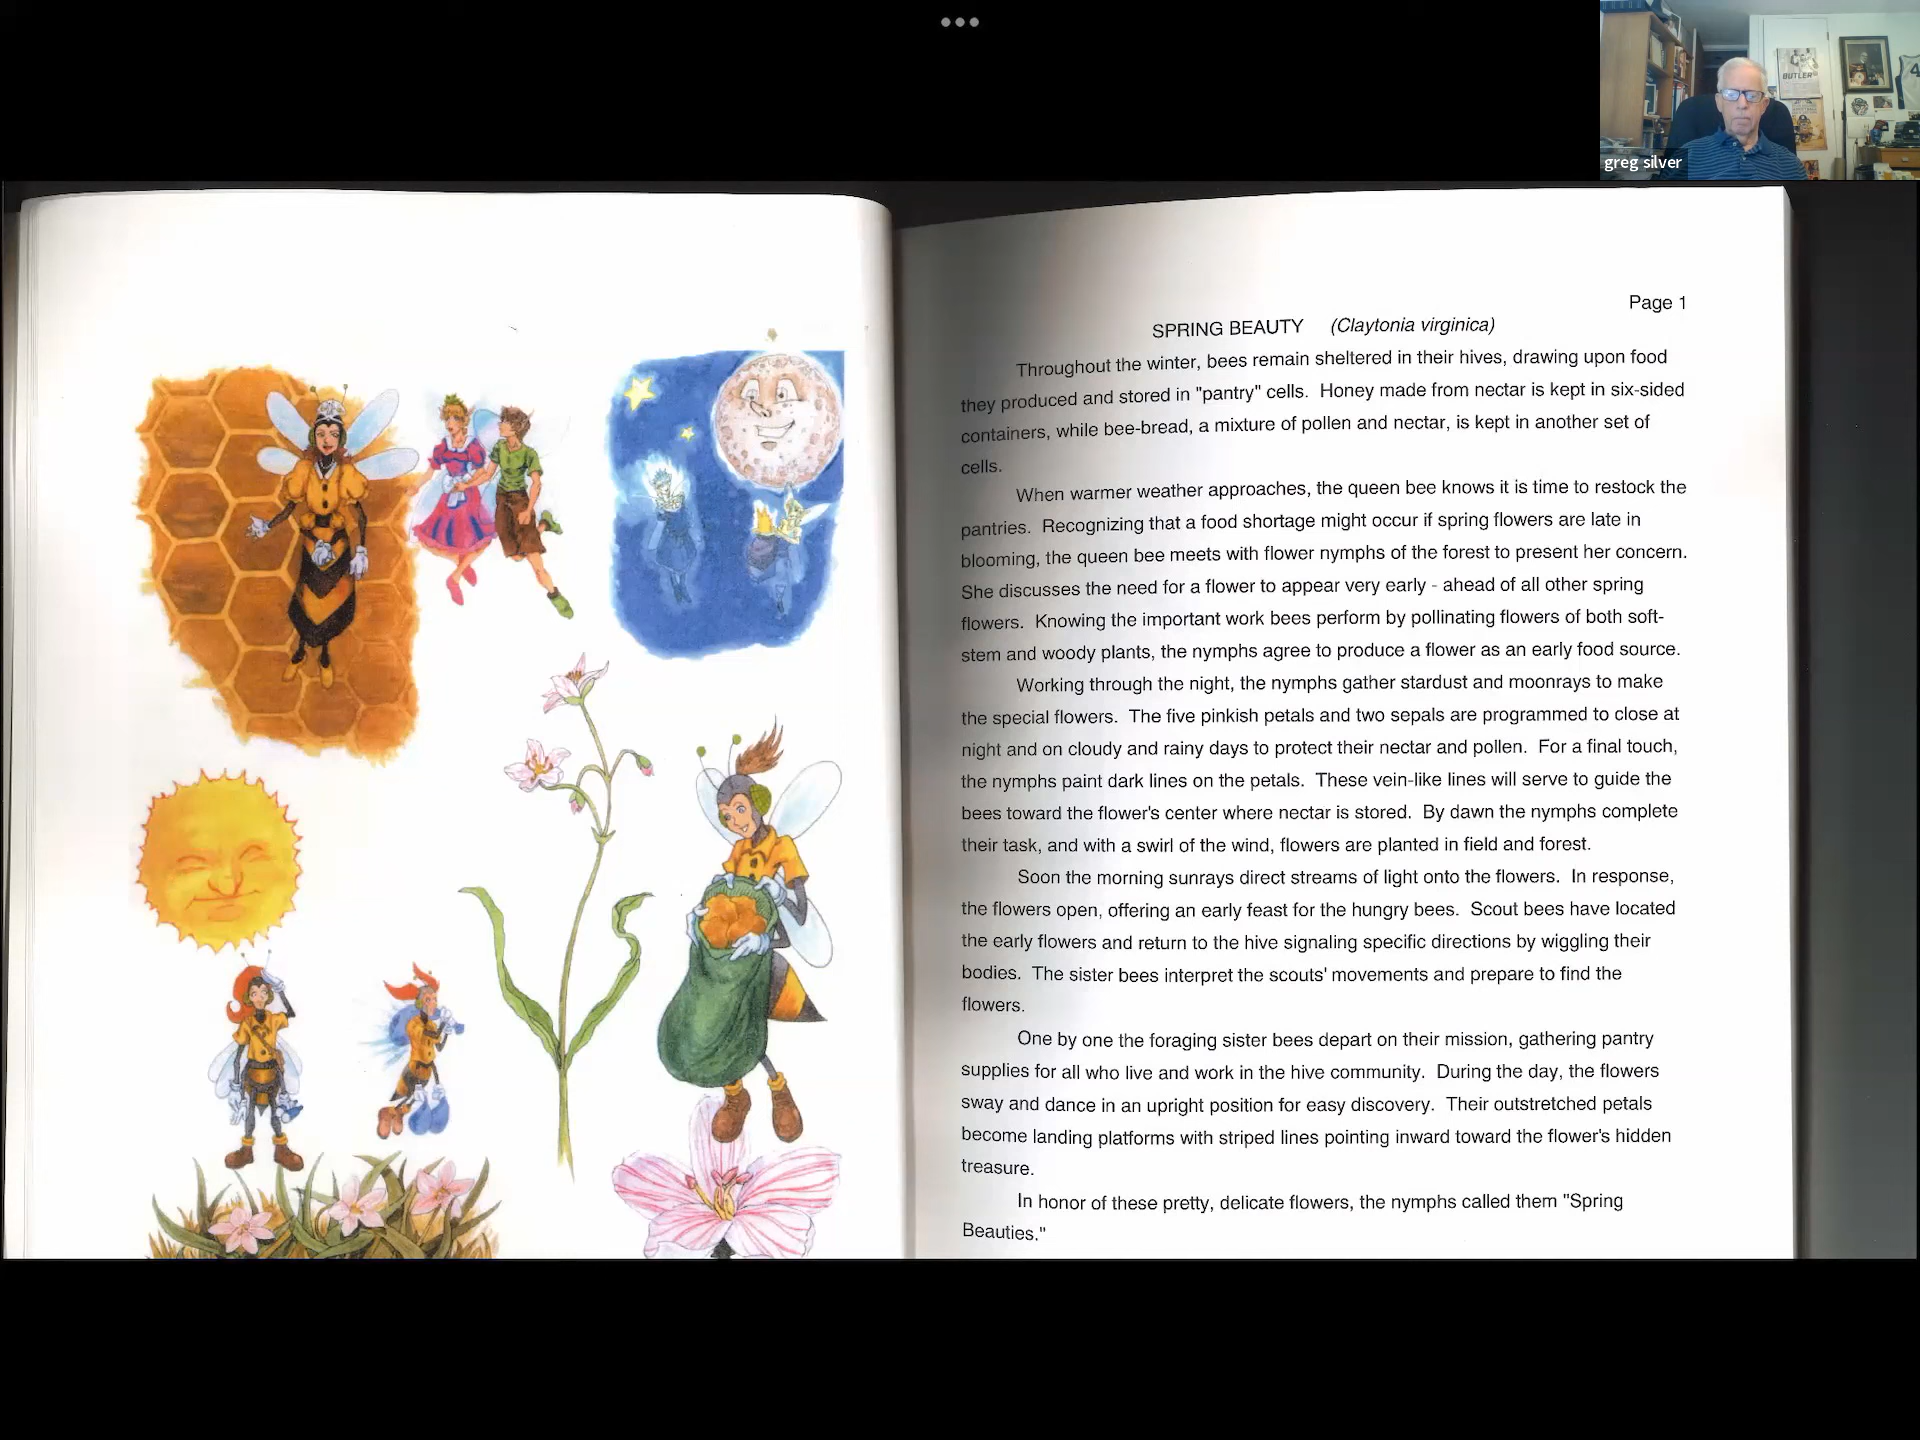 BUTLER
4
greg silver
Page 1
SPRING BEAUTY (Claytonia virginica)
Throughout the winter, bees remain sheltered in their hives, drawing upon food
they produced and stored in "pantry" cells. Honey made from nectar is kept in six-sided
containers, while bee-bread, a mixture of pollen and nectar, is kept in another set of
cells.
When warmer weather approaches, the queen bee knows it is time to restock the
pantries. Recognizing that a food shortage might occur if spring flowers are late in
blooming, the queen bee meets with flower nymphs of the forest to present her concern.
She discusses the need for a flower to appear very early - ahead of all other spring
flowers. Knowing the important work bees perform by pollinating flowers of both soft-
stem and woody plants, the nymphs agree to produce a flower as an early food source.
Working through the night, the nymphs gather stardust and moonrays to make
the special flowers. The five pinkish petals and two sepals are programmed to close at
night and on cloudy and rainy days to protect their nectar and pollen. For a final touch,
the nymphs paint dark lines on the petals. These vein-like lines will serve to guide the
bees toward the flower's center where nectar is stored. By dawn the nymphs complete
their task, and with a swirl of the wind, flowers are planted in field and forest.
Soon the morning sunrays direct streams of light onto the flowers. In response,
the flowers open, offering an early feast for the hungry bees. Scout bees have located
the early flowers and return to the hive signaling specific directions by wiggling their
bodies. The sister bees interpret the scouts' movements and prepare to find the
flowers.
One by one the foraging sister bees depart on their mission, gathering pantry
supplies for all who live and work in the hive community. During the day, the flowers
sway and dance in an upright position for easy discovery. Their outstretched petals
become landing platforms with striped lines pointing inward toward the flower's hidden
treasure.
In honor of these pretty, delicate flowers, the nymphs called them "Spring
Beauties."